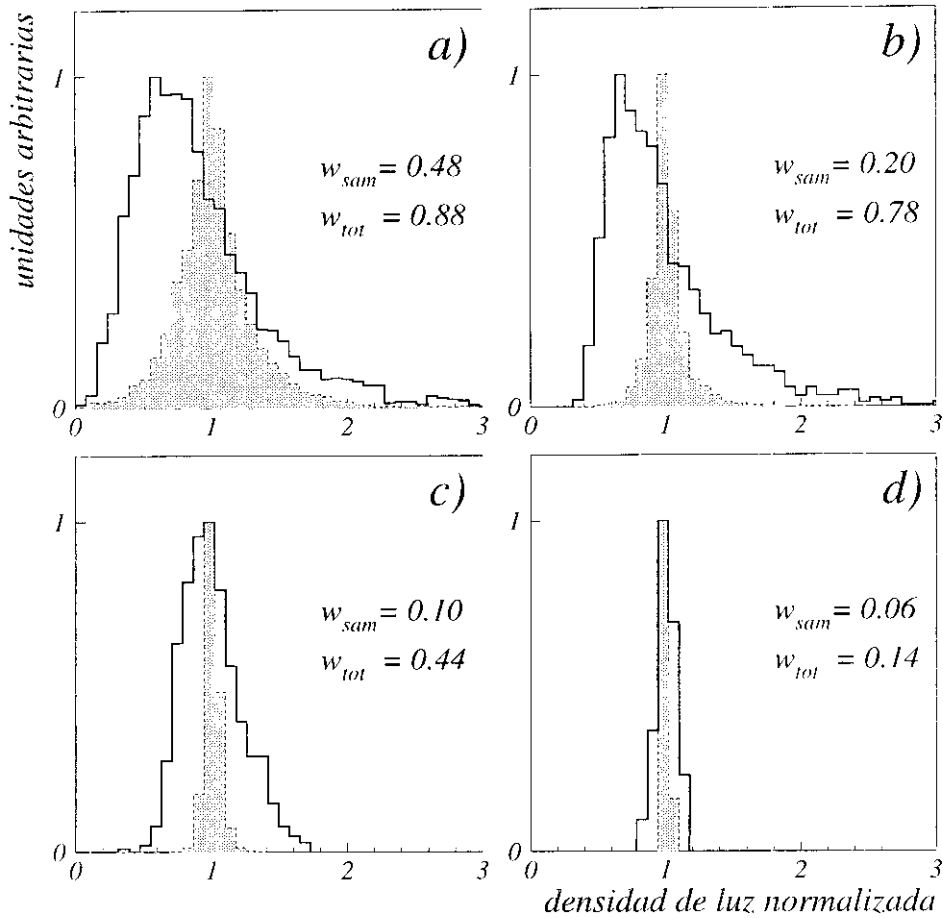 unidades arbitrarias
a)
1
w_sam = 0.48
w_tot = 0.88
0
0 1 2 3
b)
1
w_sam = 0.20
w_tot = 0.78
0
0 1 2 3
c)
1
w_sam = 0.10
w_tot = 0.44
0
0 1 2 3
d)
1
w_sam = 0.06
w_tot = 0.14
0
0 1 2 3
densidad de luz normalizada